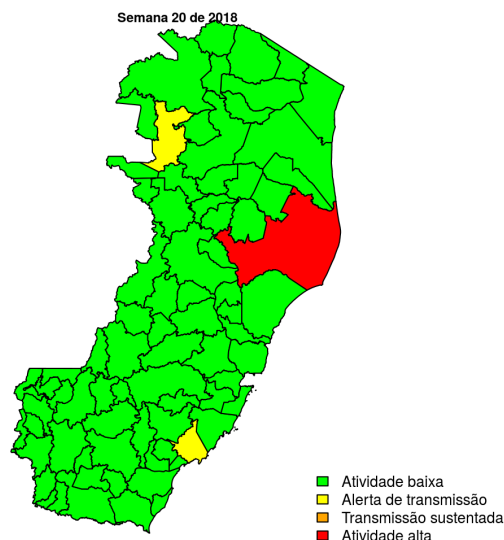 Semana 20 de 2018
Atividade baixa
Alerta de transmissão
Transmissão sustentada
Atividade alta